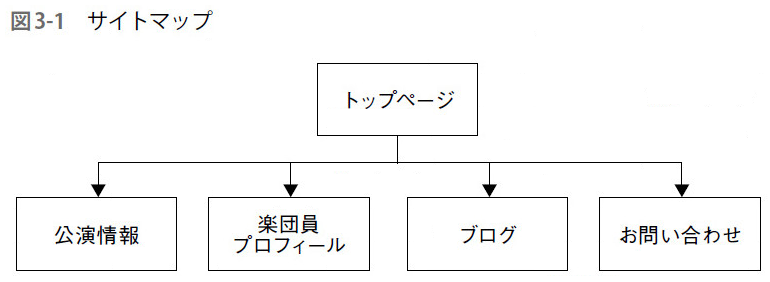 図3-1 サイトマップ
トップページ
公演情報
楽団員
プロフィール
ブログ
お問い合わせ